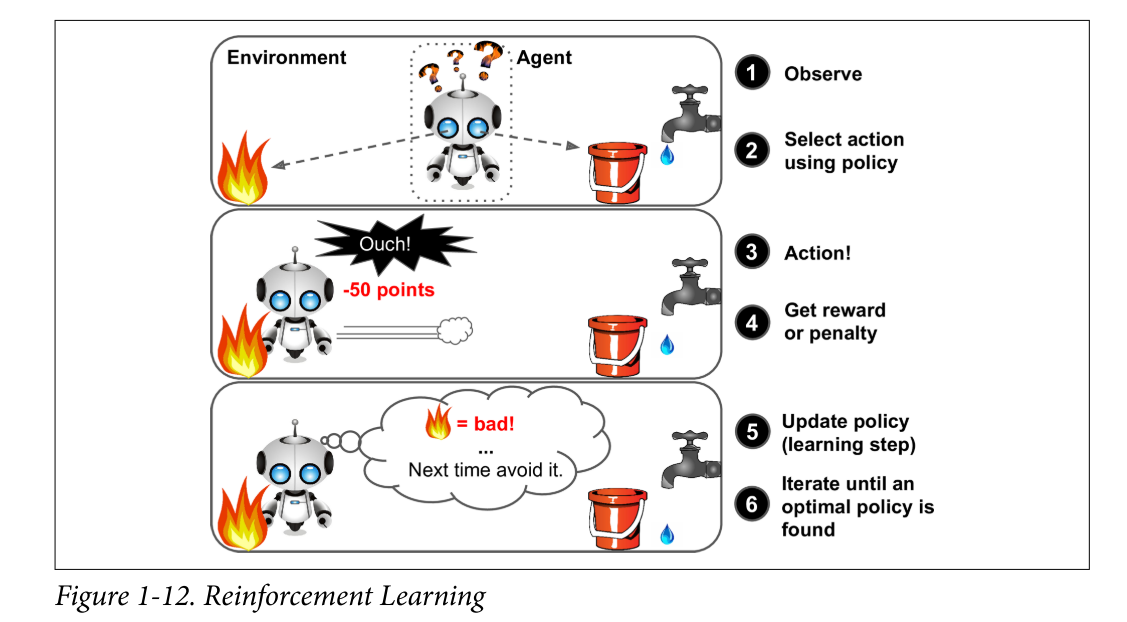 Environment
Agent
1 Observe
2 Select action
using policy
Ouch!
-50 points
3 Action!
4 Get reward
or penalty
= bad!
...
Next time avoid it.
5 Update policy
(learning step)
6 Iterate until an
optimal policy is
found
Figure 1-12. Reinforcement Learning